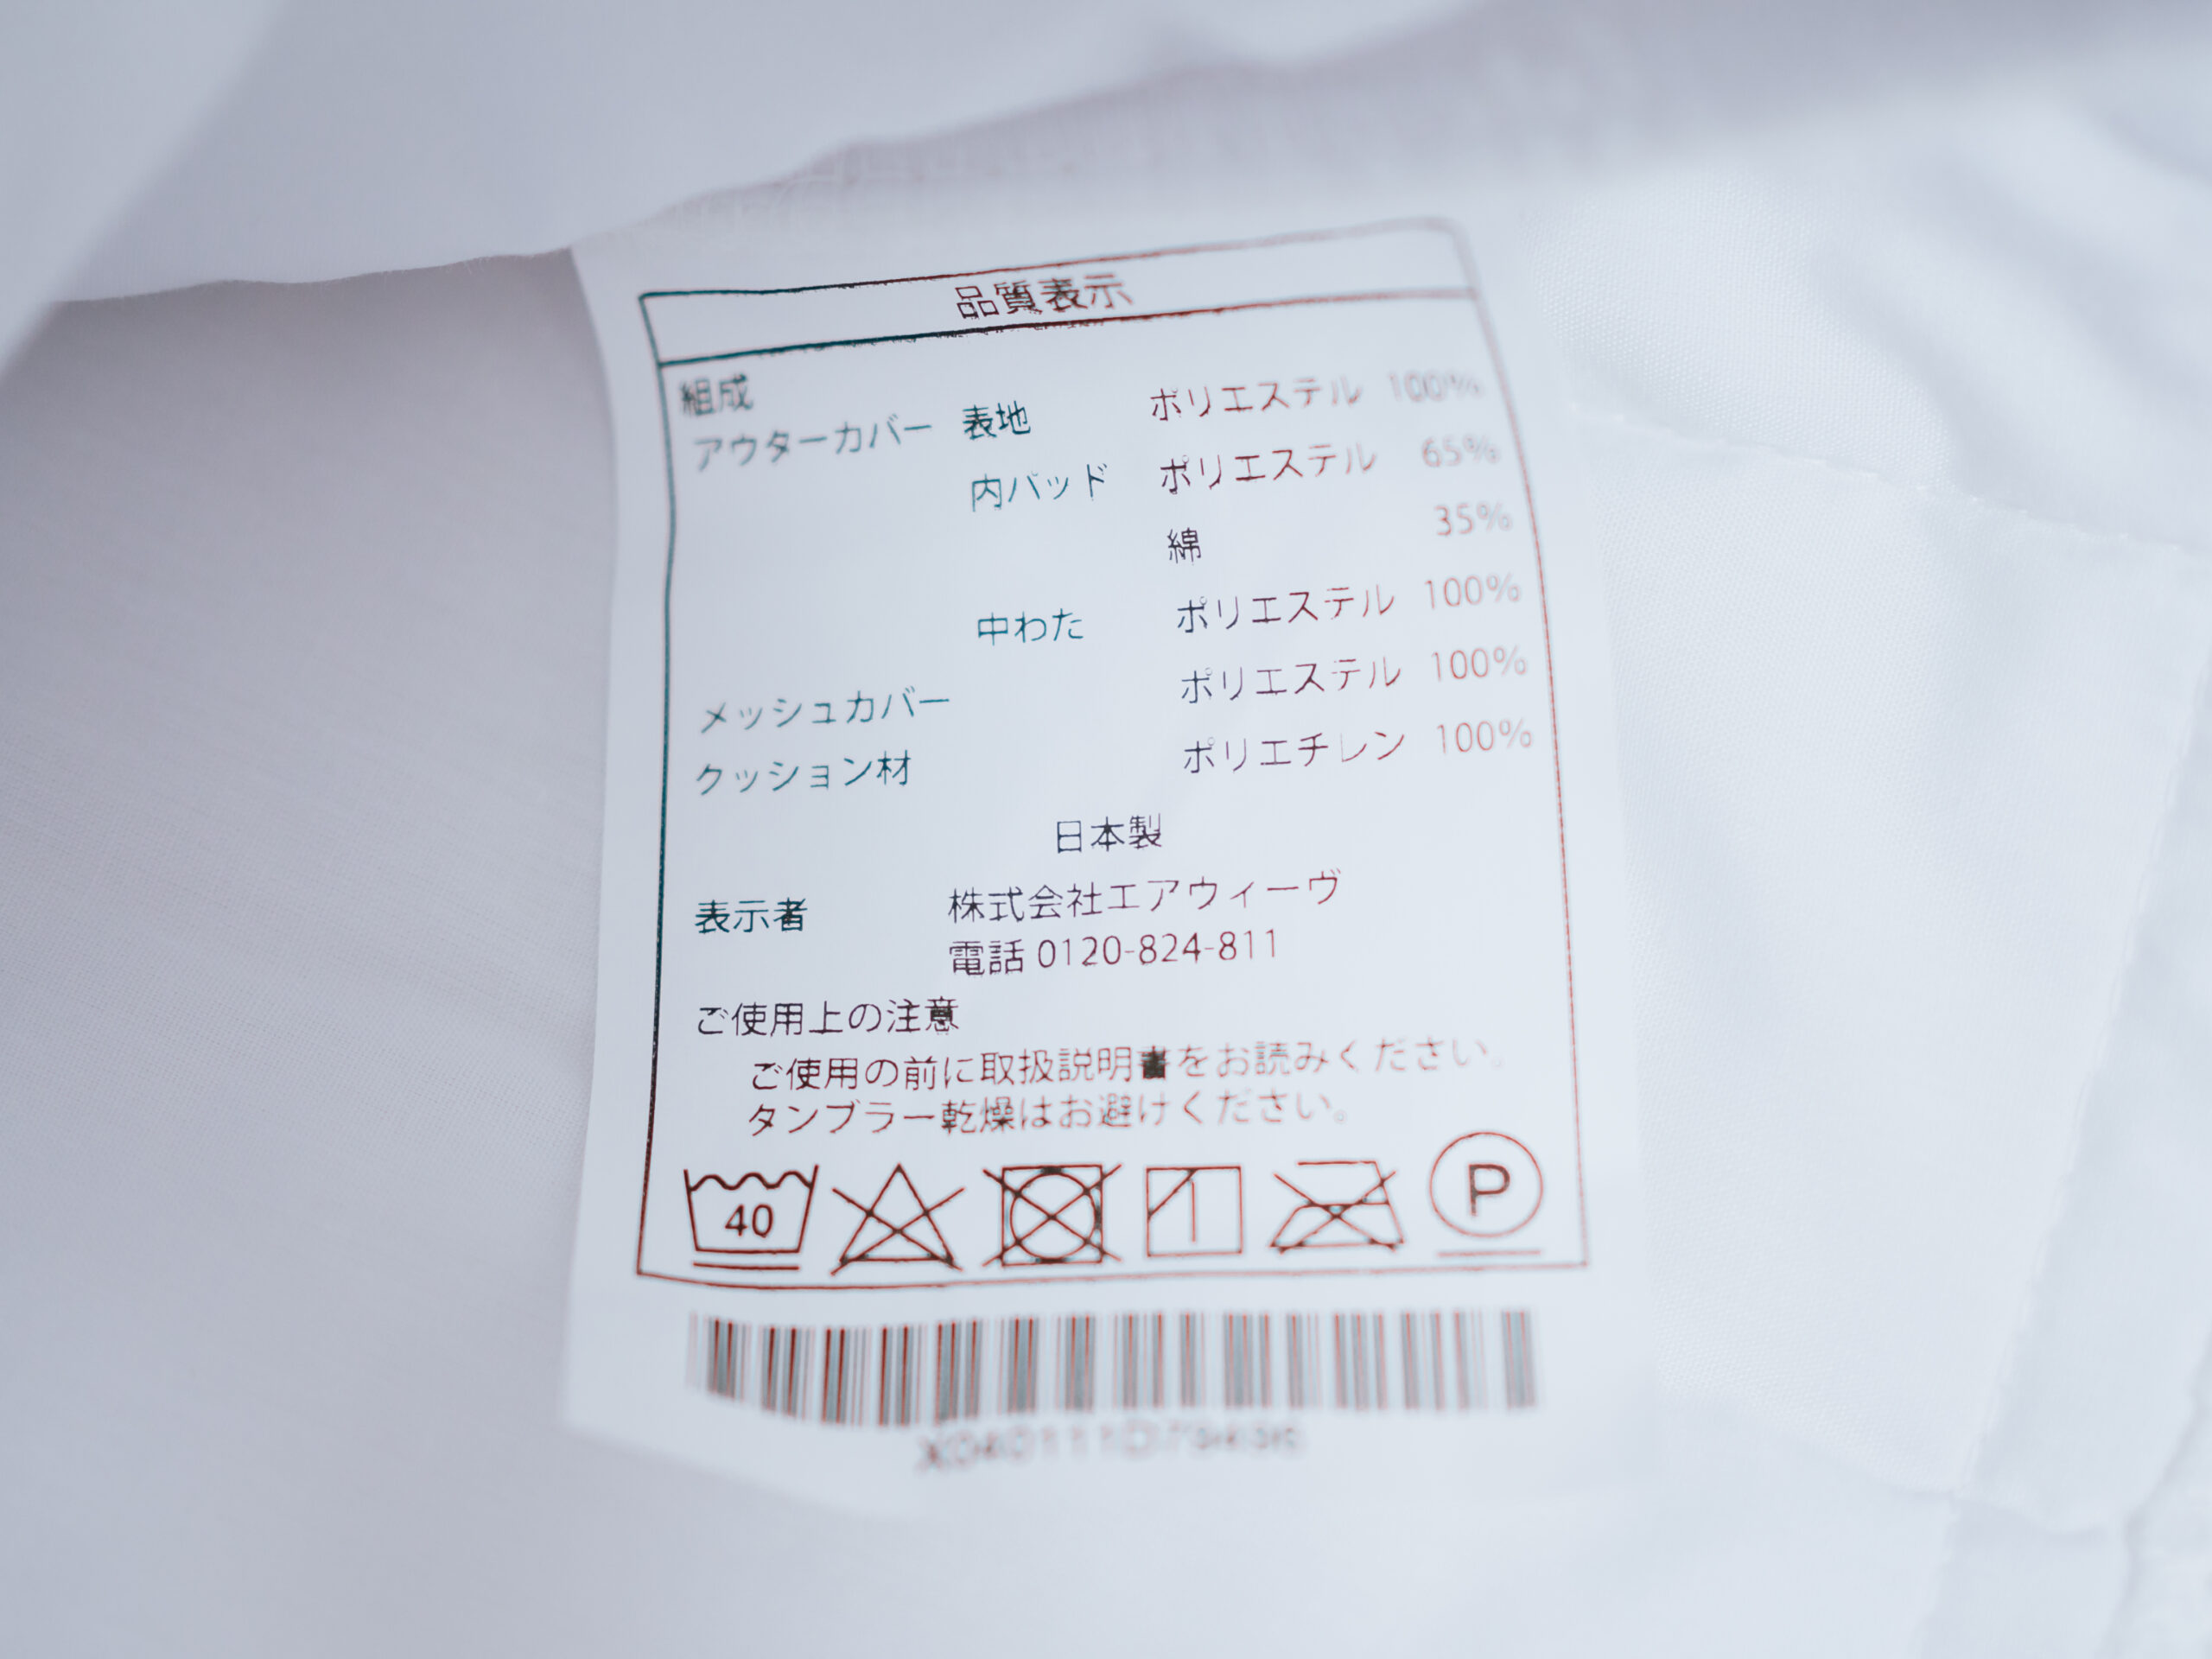 品質表示
組成
アウターカバー 表地 ポリエステル 100%
内パッド ポリエステル 65%
綿 35%
中わた ポリエステル 100%
メッシュカバー ポリエステル 100%
クッション材 ポリエチレン 100%
日本製
表示者 株式会社エアウィーヴ
電話 0120-824-811
ご使用上の注意
ご使用の前に取扱説明書をお読みください。
タンブラー乾燥はお避けください。
40
P